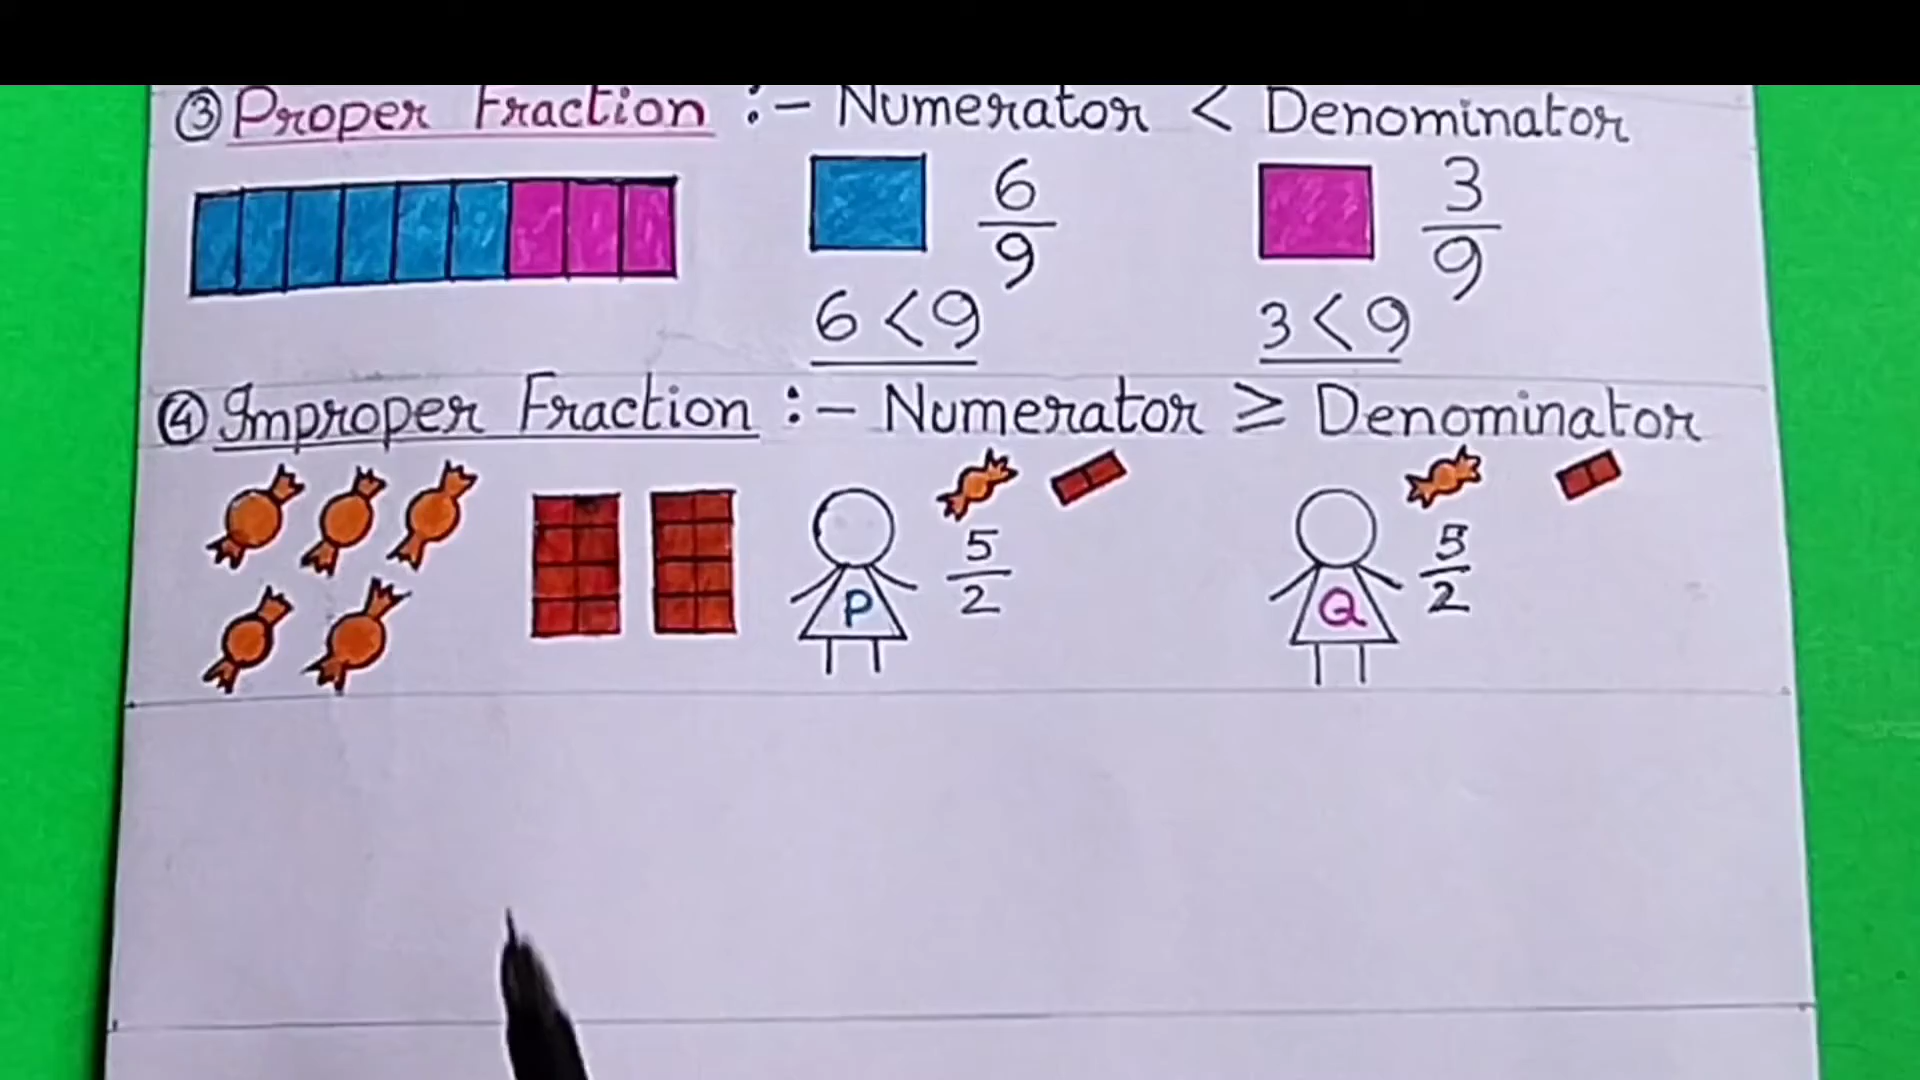 ③ Proper Fraction :- Numerator < Denominator
6/9
3/9
6 < 9
3 < 9
④ Improper Fraction :- Numerator ≥ Denominator
P
5/2
Q
5/2